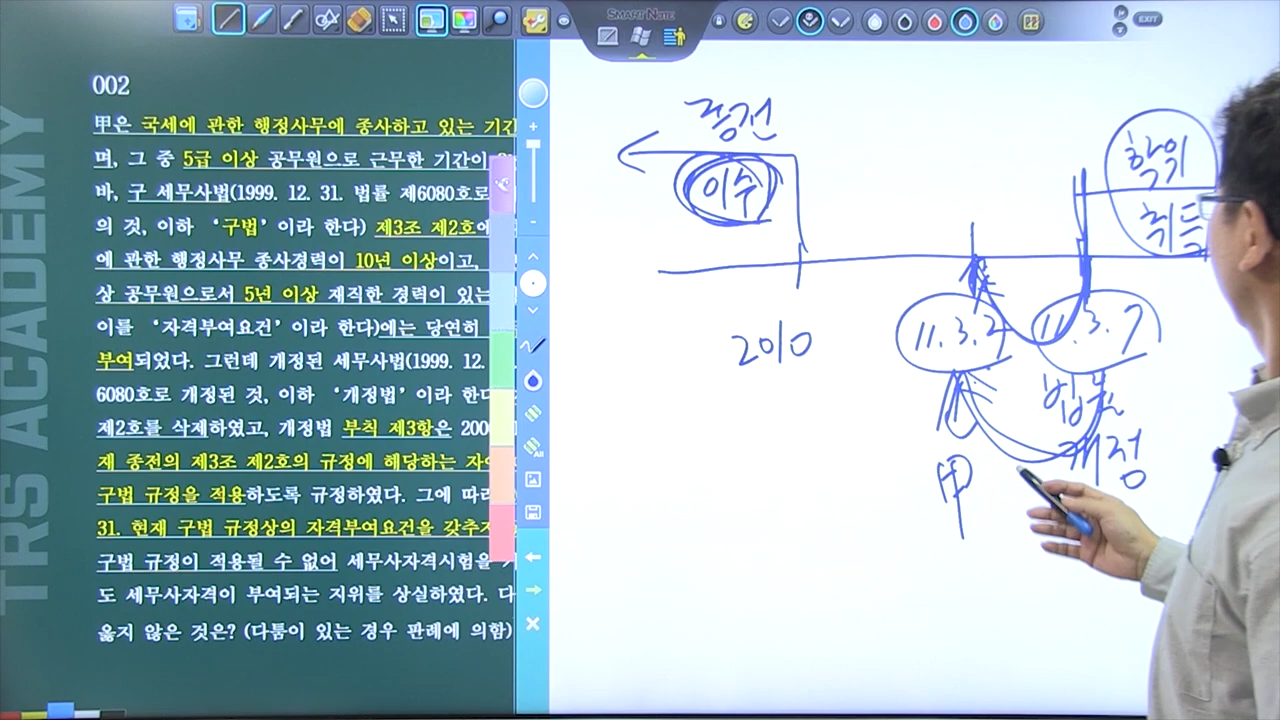 SMART NOTE
EXIT
TRS ACADEMY
002
甲은 국세에 관한 행정사무에 종사하고 있는 기간
며, 그 중 5급 이상 공무원으로 근무한 기간이
바, 구 세무사법(1999. 12. 31. 법률 제6080호로
의 것, 이하 ‘구법’이라 한다) 제3조 제2호에
에 관한 행정사무 종사경력이 10년 이상이고,
상 공무원으로서 5년 이상 재직한 경력이 있는
이를 ‘자격부여요건’이라 한다)에는 당연히
부여되었다. 그런데 개정된 세무사법(1999. 12.
6080호로 개정된 것, 이하 ‘개정법’이라 한다
제2호를 삭제하였고, 개정법 부칙 제3항은 200
재 종전의 제3조 제2호의 규정에 해당하는 자에
구법 규정을 적용하도록 규정하였다. 그에 따라
31. 현재 구법 규정상의 자격부여요건을 갖추지
구법 규정이 적용될 수 없어 세무사자격시험을
도 세무사자격이 부여되는 지위를 상실하였다. 다
옳지 않은 것은? (다툼이 있는 경우 판례에 의함)
All
종전
이수
학위
취득
2010
11.3.2
11.3.7
법
개정
甲